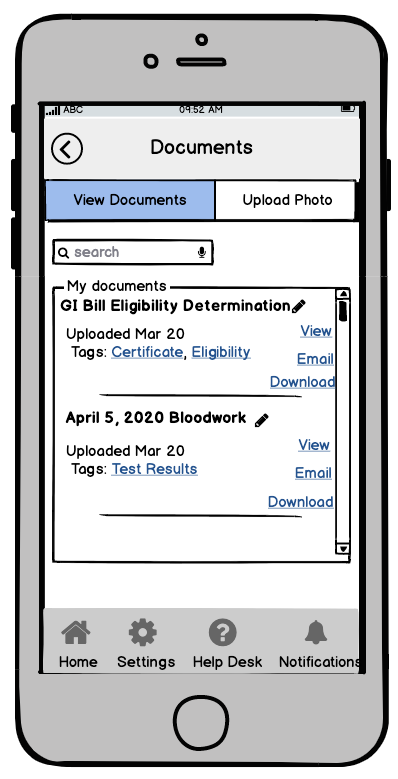 ABC 09:52 AM
Documents
View Documents Upload Photo
search
My documents
GI Bill Eligibility Determination
View
Uploaded Mar 20
Tags: Certificate, Eligibility
Email
Download
April 5, 2020 Bloodwork
View
Uploaded Mar 20
Tags: Test Results
Email
Download
Home Settings Help Desk Notifications